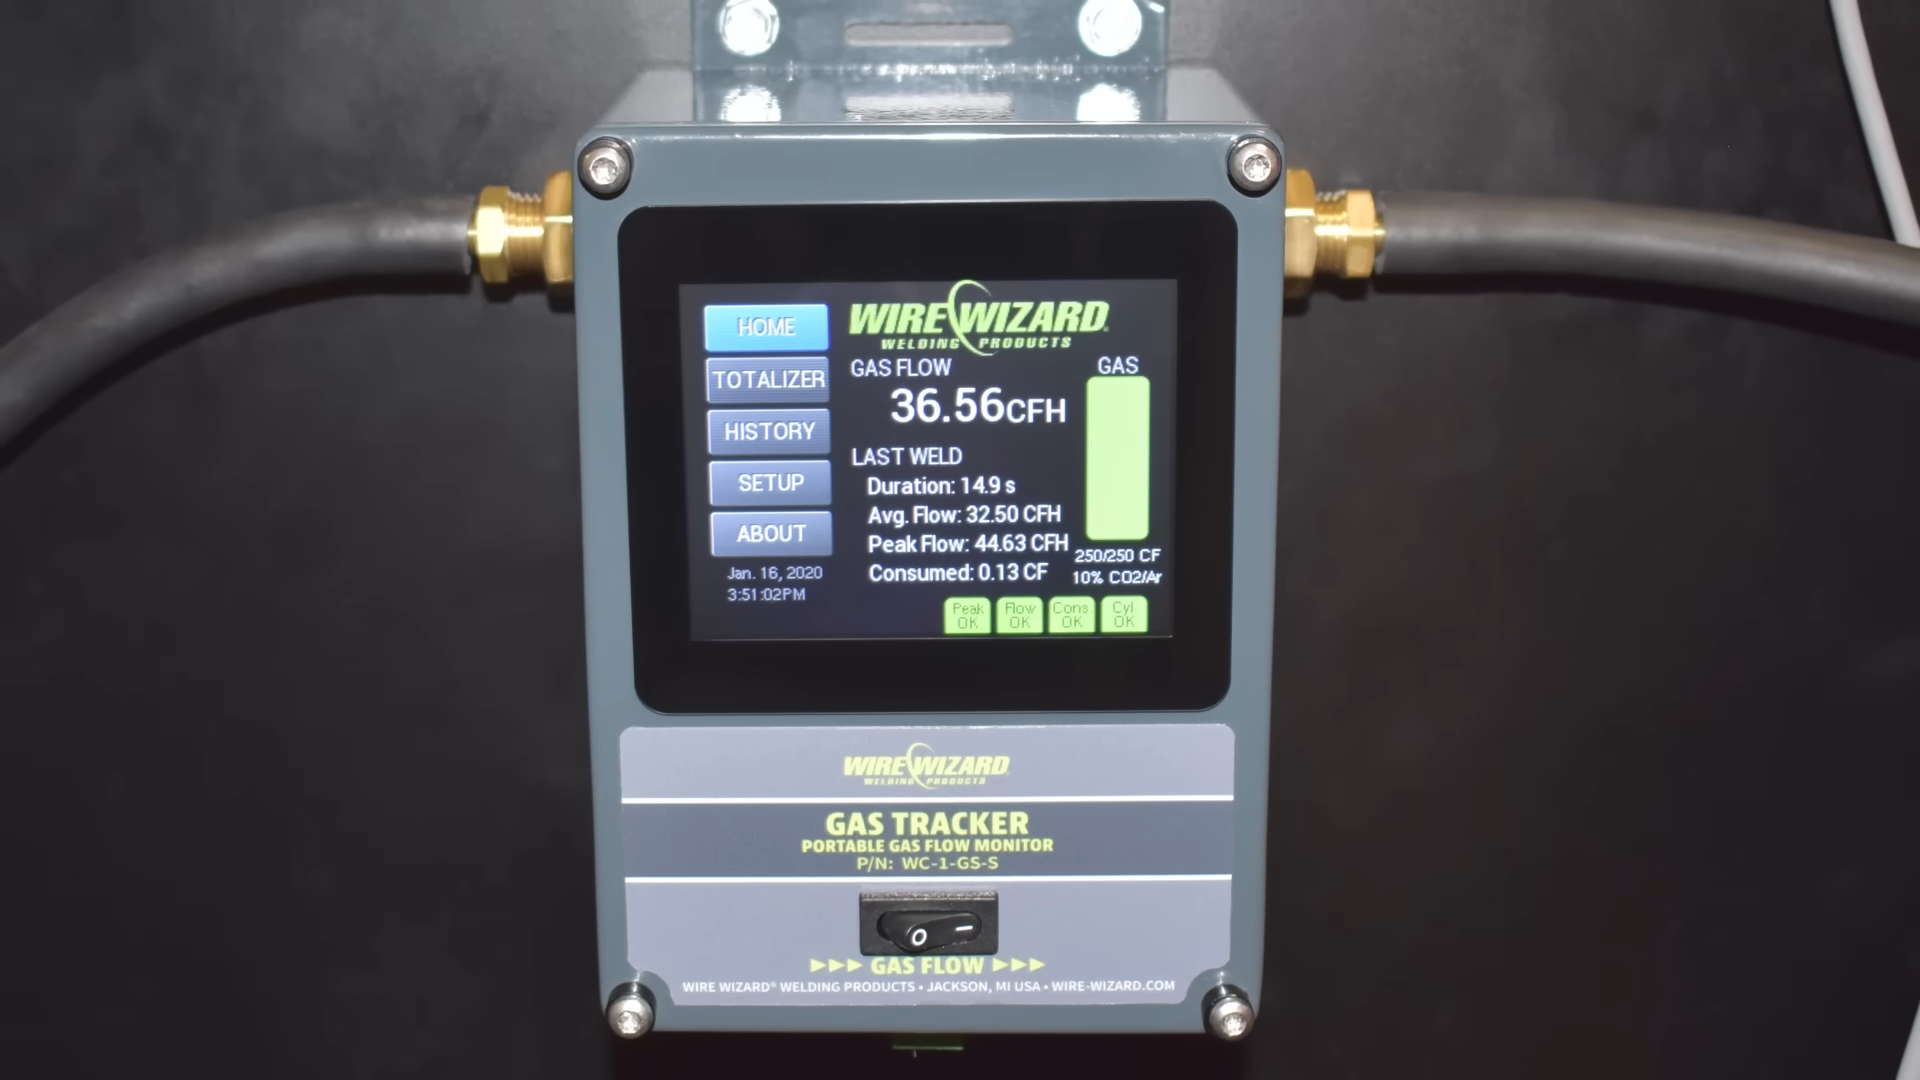 HOME
TOTALIZER
HISTORY
SETUP
ABOUT
Jan. 16, 2020
3:51:02PM
WIRE WIZARD®
WELDING PRODUCTS
GAS FLOW
36.56CFH
LAST WELD
Duration: 14.9 s
Avg. Flow: 32.50 CFH
Peak Flow: 44.63 CFH
Consumed: 0.13 CF
GAS
250/250 CF
10% CO2/Ar
Peak OK
Flow OK
Cons OK
Cyl. OK
WIRE WIZARD
WELDING PRODUCTS
GAS TRACKER
PORTABLE GAS FLOW MONITOR
P/N: WC-1-GS-S
O —
▶▶▶ GAS FLOW ▶▶▶
WIRE WIZARD® WELDING PRODUCTS • JACKSON, MI USA • WIRE-WIZARD.COM